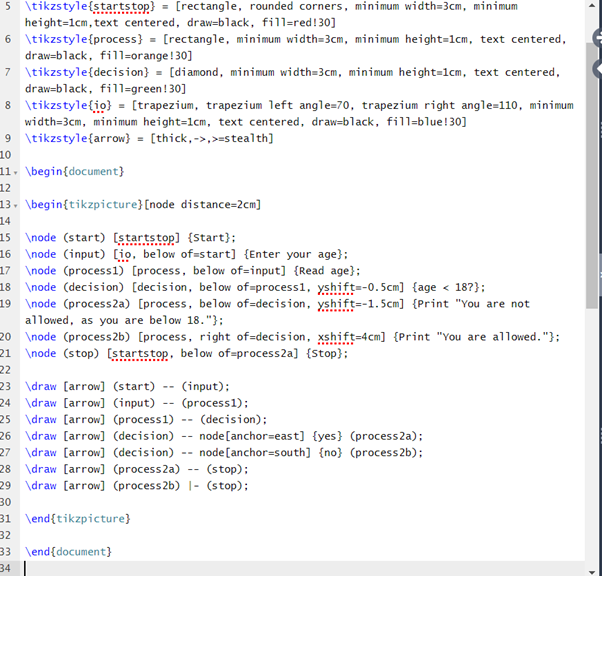 5 \tikzstyle{startstop} = [rectangle, rounded corners, minimum width=3cm, minimum
height=1cm,text centered, draw=black, fill=red!30]
6 \tikzstyle{process} = [rectangle, minimum width=3cm, minimum height=1cm, text centered,
draw=black, fill=orange!30]
7 \tikzstyle{decision} = [diamond, minimum width=3cm, minimum height=1cm, text centered,
draw=black, fill=green!30]
8 \tikzstyle{io} = [trapezium, trapezium left angle=70, trapezium right angle=110, minimum
width=3cm, minimum height=1cm, text centered, draw=black, fill=blue!30]
9 \tikzstyle{arrow} = [thick,->,>=stealth]
10
11 \begin{document}
12
13 \begin{tikzpicture}[node distance=2cm]
14
15 \node (start) [startstop] {Start};
16 \node (input) [io, below of=start] {Enter your age};
17 \node (process1) [process, below of=input] {Read age};
18 \node (decision) [decision, below of=process1, yshift=-0.5cm] {age < 18?};
19 \node (process2a) [process, below of=decision, yshift=-1.5cm] {Print "You are not
allowed, as you are below 18."};
20 \node (process2b) [process, right of=decision, xshift=4cm] {Print "You are allowed."};
21 \node (stop) [startstop, below of=process2a] {Stop};
22
23 \draw [arrow] (start) -- (input);
24 \draw [arrow] (input) -- (process1);
25 \draw [arrow] (process1) -- (decision);
26 \draw [arrow] (decision) -- node[anchor=east] {yes} (process2a);
27 \draw [arrow] (decision) -- node[anchor=south] {no} (process2b);
28 \draw [arrow] (process2a) -- (stop);
29 \draw [arrow] (process2b) |- (stop);
30
31 \end{tikzpicture}
32
33 \end{document}
34